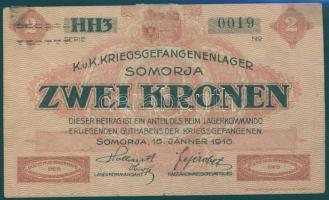 2 HH3 0019 2
SERIE No
K.u.K. KRIEGSGEFANGENENLAGER
SOMORJA
ZWEI KRONEN
DIESER BETRAG IST EIN ANTEIL DES BEIM LAGERKOMMANDO
ERLIEGENDEN GUTHABENS DER KRIEGSGEFANGENEN.
SOMORJA, 15. JÄNNER 1916.
LAGERKOMMANDANT